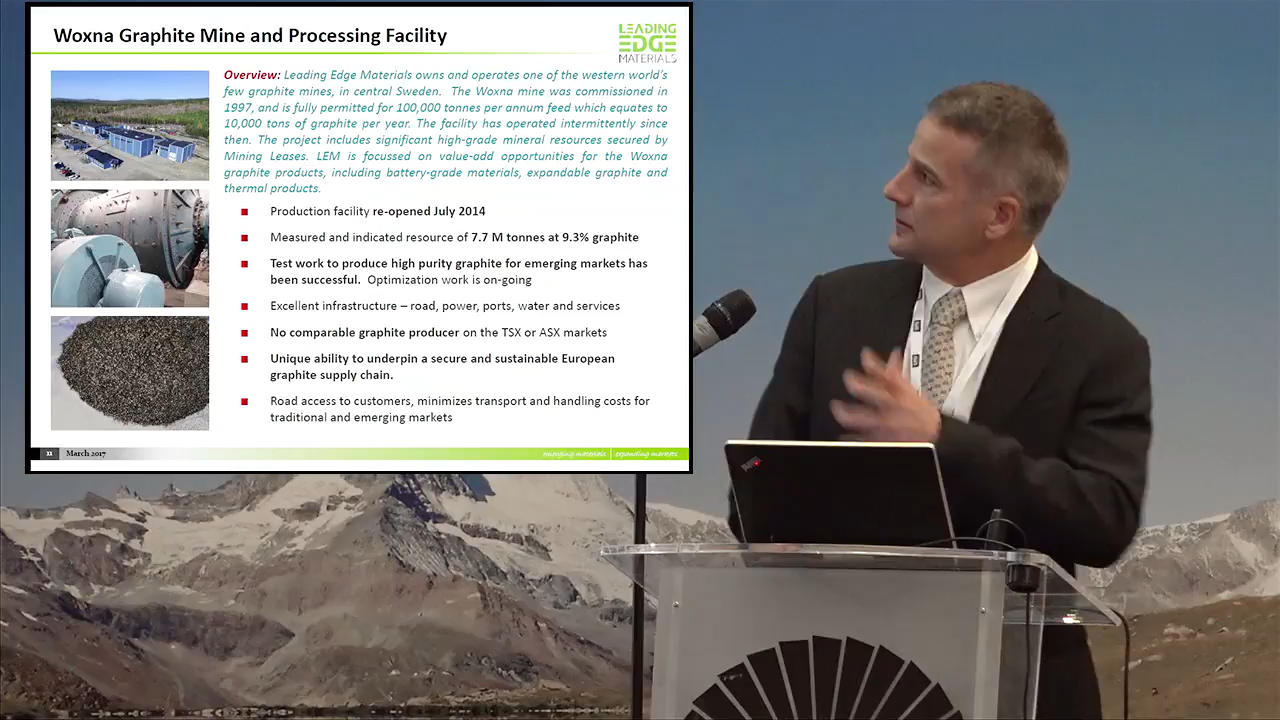 Woxna Graphite Mine and Processing Facility
LEADING
EDGE
MATERIALS
Overview: Leading Edge Materials owns and operates one of the western world's
few graphite mines, in central Sweden. The Woxna mine was commissioned in
1997, and is fully permitted for 100,000 tonnes per annum feed which equates to
10,000 tons of graphite per year. The facility has operated intermittently since
then. The project includes significant high-grade mineral resources secured by
Mining Leases. LEM is focussed on value-add opportunities for the Woxna
graphite products, including battery-grade materials, expandable graphite and
thermal products.
Production facility re-opened July 2014
Measured and indicated resource of 7.7 M tonnes at 9.3% graphite
Test work to produce high purity graphite for emerging markets has
been successful. Optimization work is on-going
Excellent infrastructure – road, power, ports, water and services
No comparable graphite producer on the TSX or ASX markets
Unique ability to underpin a secure and sustainable European
graphite supply chain.
Road access to customers, minimizes transport and handling costs for
traditional and emerging markets
11 March 2017
emerging materials | expanding markets